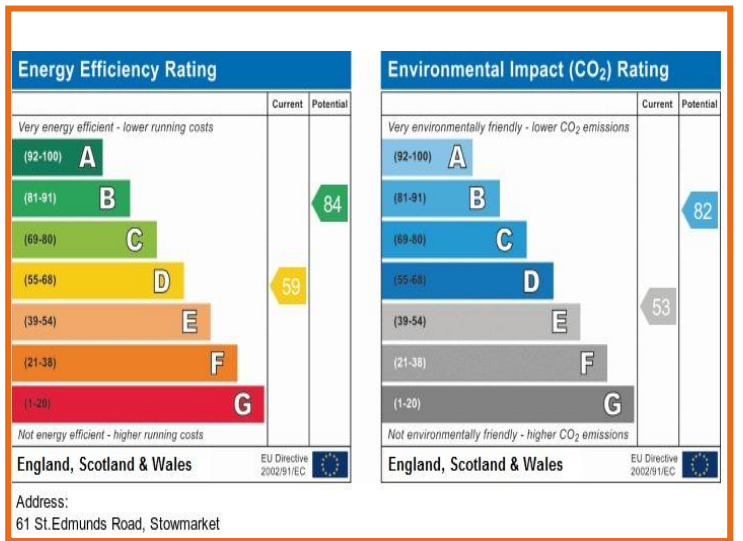 Energy Efficiency Rating
Current Potential
Very energy efficient - lower running costs
(92-100) A
(81-91) B
84
(69-80) C
(55-68) D
59
(39-54) E
(21-38) F
(1-20) G
Not energy efficient - higher running costs
England, Scotland & Wales
EU Directive
2002/91/EC
Environmental Impact (CO2) Rating
Current Potential
Very environmentally friendly - lower CO2 emissions
(92-100) A
(81-91) B
82
(69-80) C
(55-68) D
(39-54) E
53
(21-38) F
(1-20) G
Not environmentally friendly - higher CO2 emissions
England, Scotland & Wales
EU Directive
2002/91/EC
Address:
61 St.Edmunds Road, Stowmarket